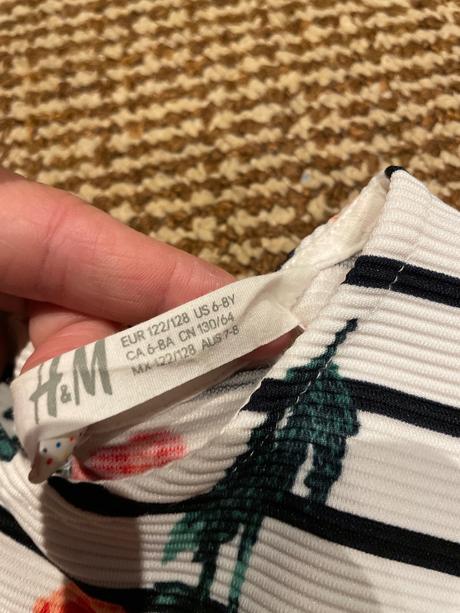 H&M
EUR 122/128 US 6-8Y
CA 6-8A CN 130/64
MX 122/128 AUS 7-8